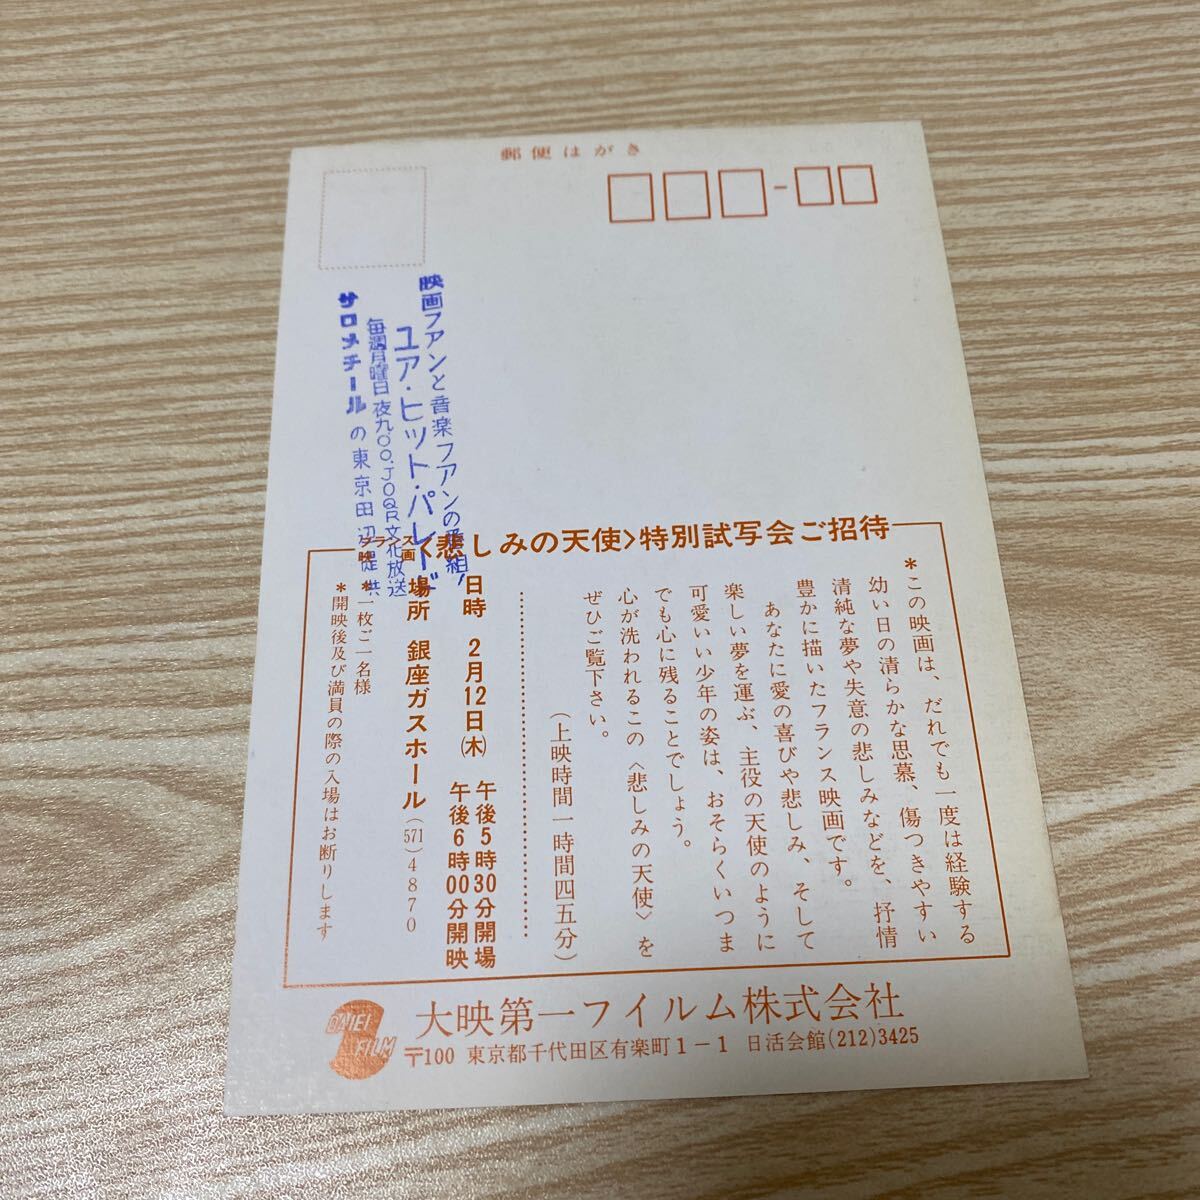 郵便はがき
映画フアンと音楽フアンの番組!
ユア・ヒット・パレード
毎週月曜日 夜九.00.JOQR文化放送
サロメチールの東京田辺提供
フランス映画<悲しみの天使>特別試写会ご招待
*この映画は、だれでも一度は経験する
幼い日の清らかな思慕、傷つきやすい
清純な夢や失意の悲しみなどを、抒情
豊かに描いたフランス映画です。
あなたに愛の喜びや悲しみ、そして
楽しい夢を運ぶ、主役の天使のように
可愛いい少年の姿は、おそらくいつま
でも心に残ることでしょう。
心が洗われるこの〈悲しみの天使〉を
ぜひご覧下さい。
(上映時間一時間四五分)
日時 2月12日(木) 午後5時30分開場
午後6時00分開映
場所 銀座ガスホール(571)4870
*一枚ご一名様
*開映後及び満員の際の入場はお断りします
DAIEI FILM
大映第一フイルム株式会社
〒100 東京都千代田区有楽町1-1 日活会館(212)3425